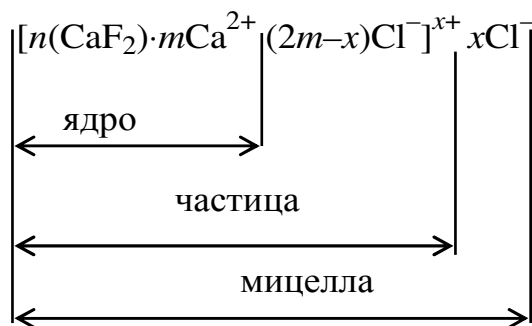 [n(CaF₂)·mCa²⁺ (2m–x)Cl⁻]ˣ⁺ xCl⁻
ядро
частица
мицелла